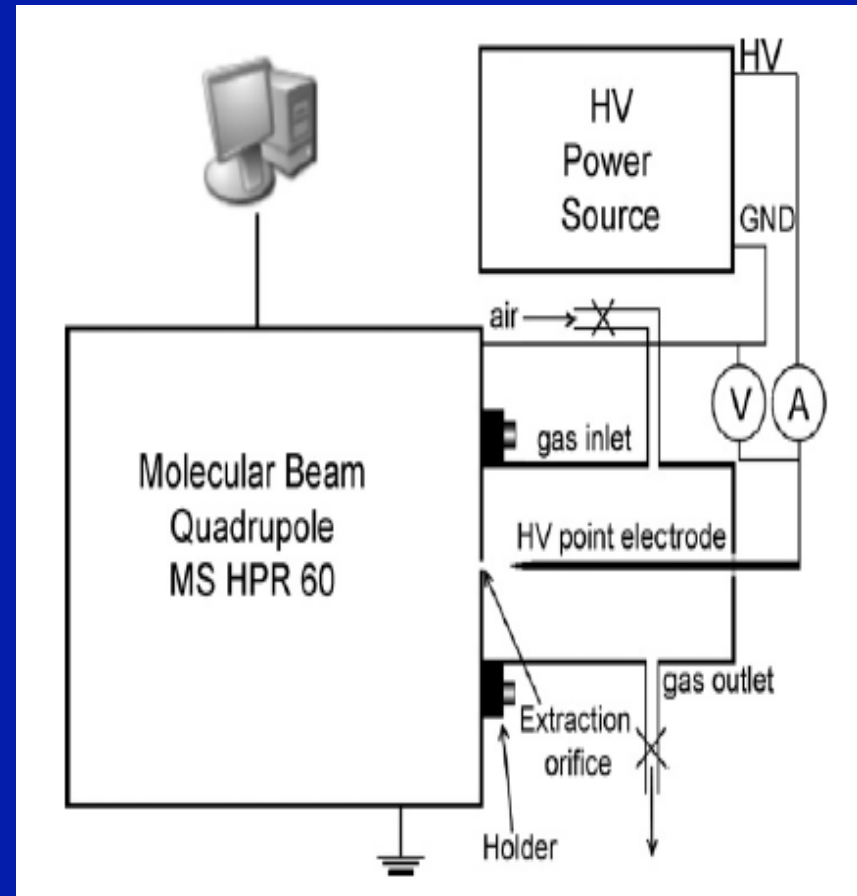 HV
HV
Power
Source
GND
air
V
A
gas inlet
Molecular Beam
Quadrupole
MS HPR 60
HV point electrode
gas outlet
Extraction
orifice
Holder